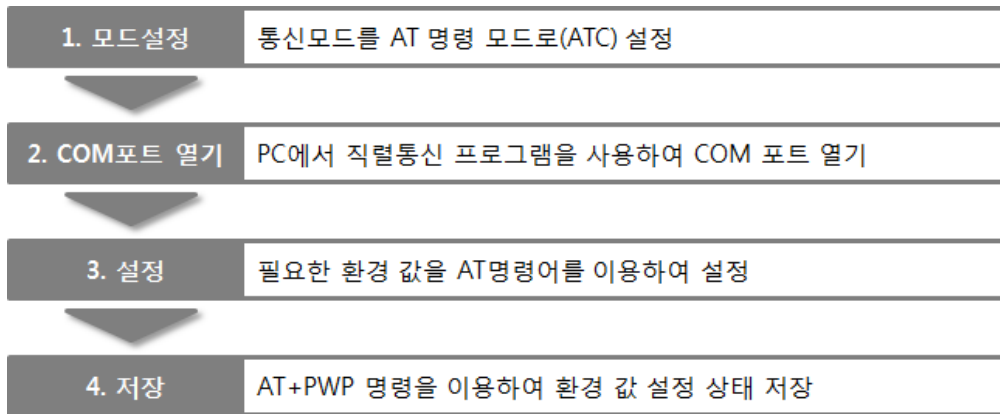 1. 모드설정 통신모드를 AT 명령 모드로(ATC) 설정
2. COM포트 열기 PC에서 직렬통신 프로그램을 사용하여 COM 포트 열기
3. 설정 필요한 환경 값을 AT명령어를 이용하여 설정
4. 저장 AT+PWP 명령을 이용하여 환경 값 설정 상태 저장